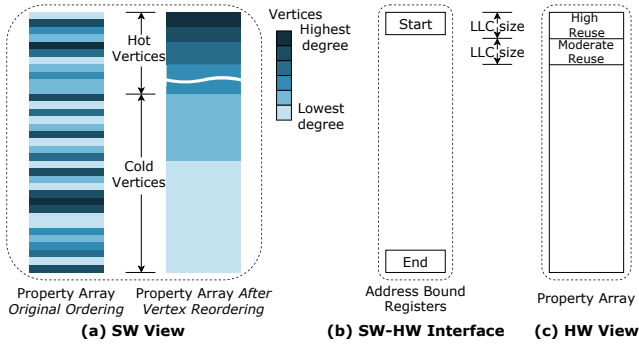 Hot
Vertices
Cold
Vertices
Vertices
Highest
degree
Lowest
degree
Property Array
Original Ordering
Property Array After
Vertex Reordering
(a) SW View
Start
End
Address Bound
Registers
(b) SW-HW Interface
LLC size
LLC size
High
Reuse
Moderate
Reuse
Property Array
(c) HW View